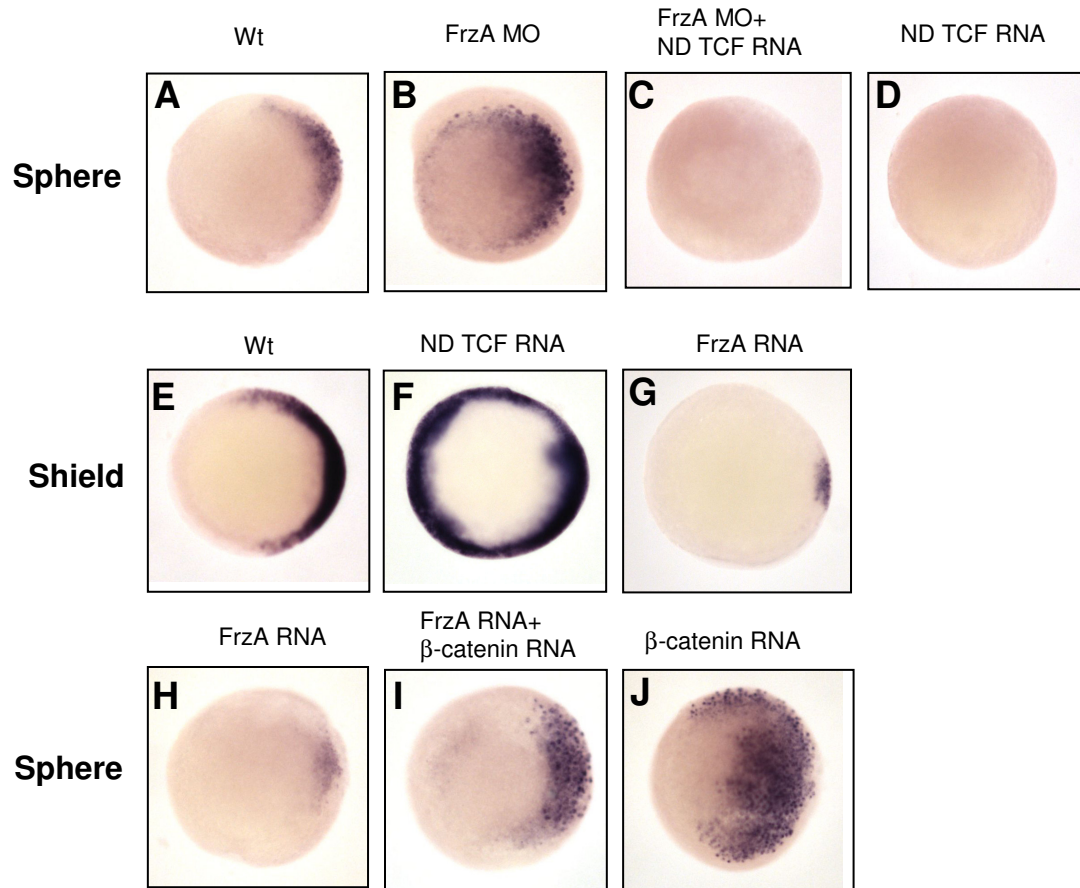 Wt
FrzA MO
FrzA MO+
ND TCF RNA
ND TCF RNA
A
B
C
D
Sphere
Wt
ND TCF RNA
FrzA RNA
E
F
G
Shield
FrzA RNA
FrzA RNA+
β-catenin RNA
β-catenin RNA
H
I
J
Sphere